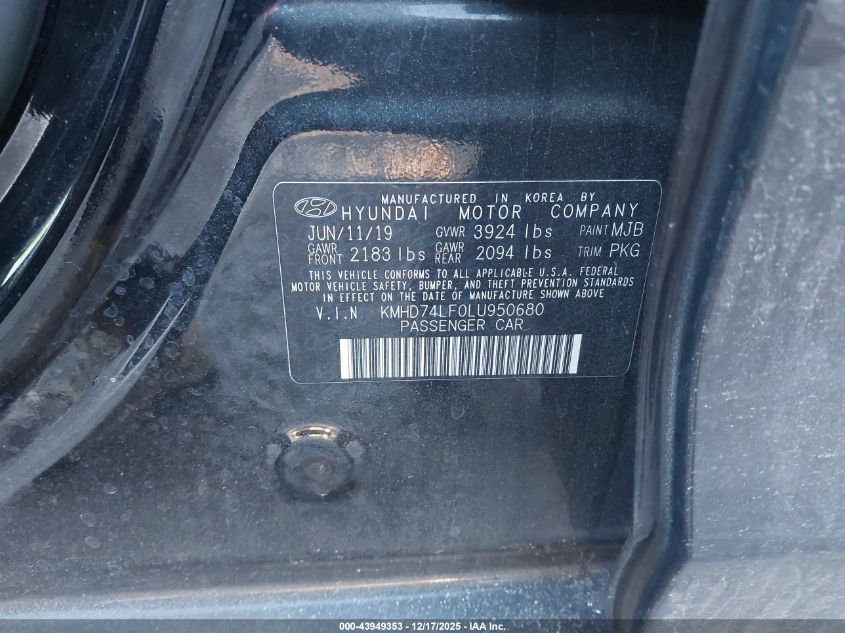 MANUFACTURED IN KOREA BY
HYUNDAI MOTOR COMPANY
JUN/11/19 GVWR 3924 lbs PAINT MJB
GAWR FRONT 2183 lbs GAWR REAR 2094 lbs TRIM PKG
THIS VEHICLE CONFORMS TO ALL APPLICABLE U.S.A. FEDERAL
MOTOR VEHICLE SAFETY, BUMPER, AND THEFT PREVENTION STANDARDS
IN EFFECT ON THE DATE OF MANUFACTURE SHOWN ABOVE
V.I.N KMHD74LF0LU950680
PASSENGER CAR
000-43949353 — 12/17/2025 — IAA Inc.